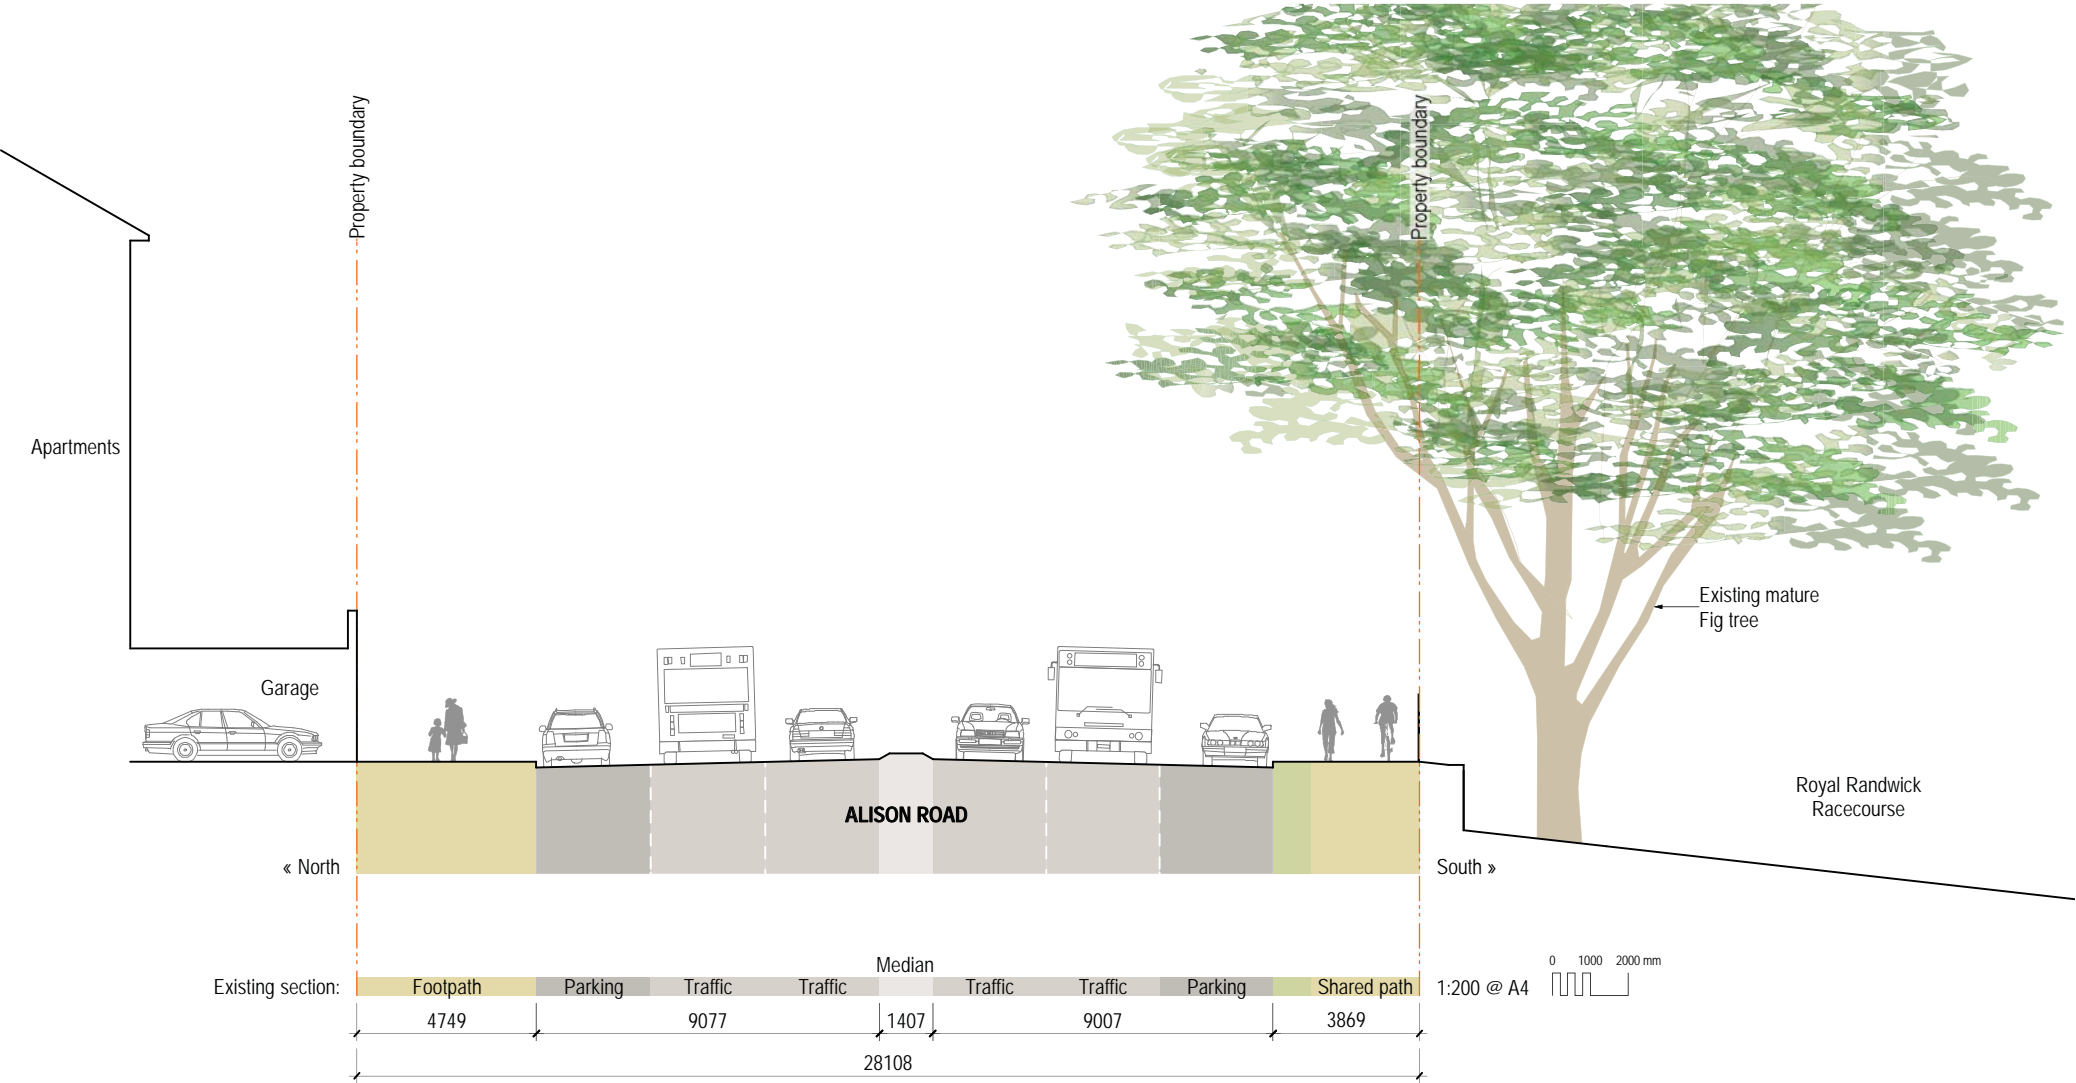 Property boundary
Property boundary
Apartments
Existing mature
Fig tree
Garage
Royal Randwick
Racecourse
ALISON ROAD
« North
South »
Median
0 1000 2000 mm
Existing section:
Footpath
Parking
Traffic
Traffic
Traffic
Traffic
Parking
Shared path
1:200 @ A4
4749
9077
1407
9007
3869
28108